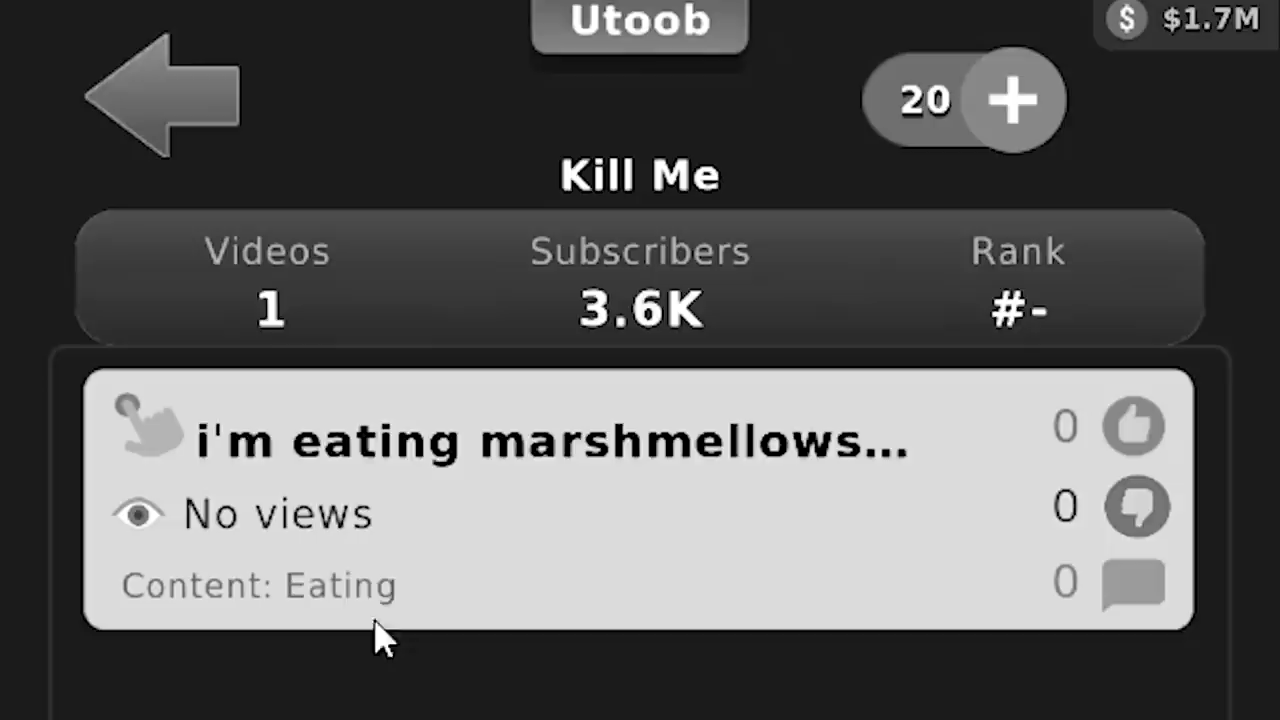 Utoob
$ $1.7M
20 +
Kill Me
Videos Subscribers Rank
1 3.6K #-
i'm eating marshmellows... 0
No views 0
Content: Eating 0